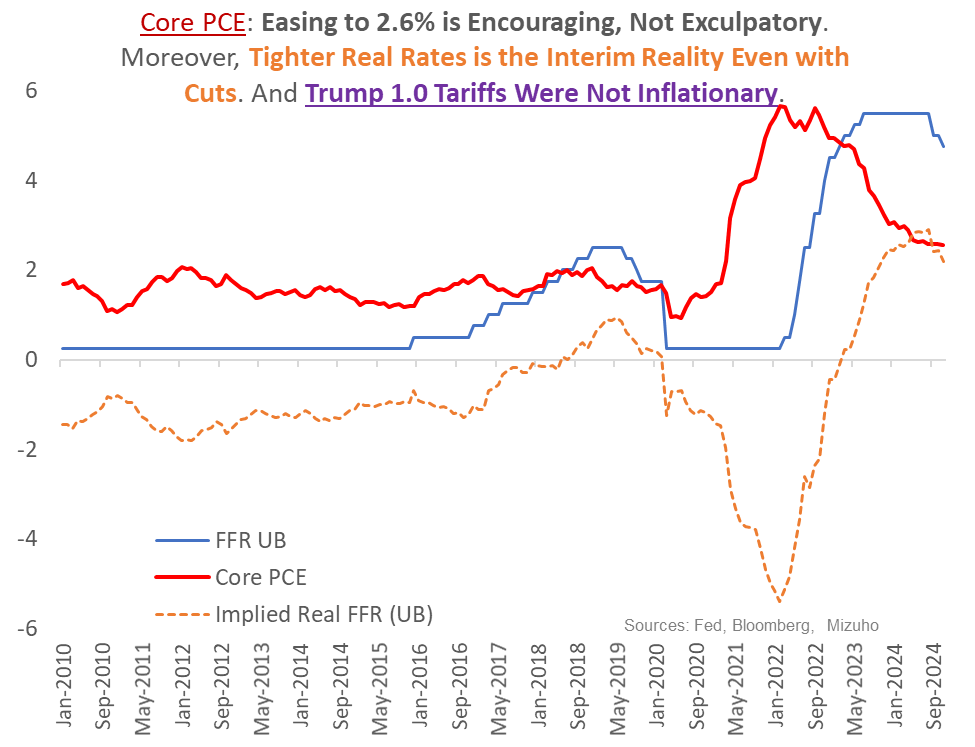 Core PCE: Easing to 2.6% is Encouraging, Not Exculpatory.
Moreover, Tighter Real Rates is the Interim Reality Even with
Cuts. And Trump 1.0 Tariffs Were Not Inflationary.
6
4
2
0
-2
-4
-6
FFR UB
Core PCE
Implied Real FFR (UB)
Sources: Fed, Bloomberg, Mizuho
Jan-2010
Sep-2010
May-2011
Jan-2012
Sep-2012
May-2013
Jan-2014
Sep-2014
May-2015
Jan-2016
Sep-2016
May-2017
Jan-2018
Sep-2018
May-2019
Jan-2020
Sep-2020
May-2021
Jan-2022
Sep-2022
May-2023
Jan-2024
Sep-2024